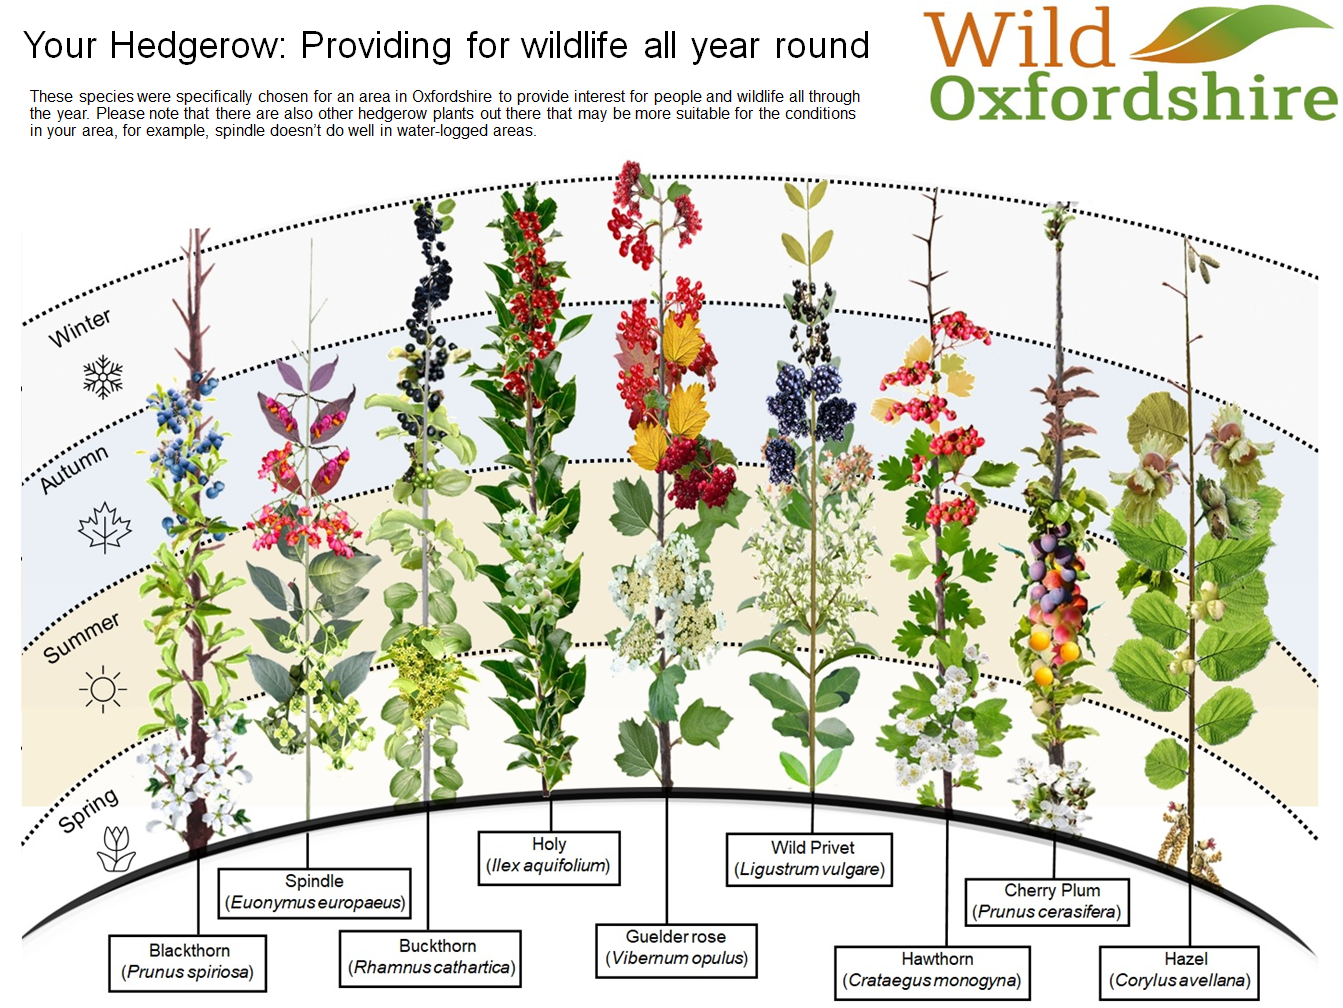 Your Hedgerow: Providing for wildlife all year round
Wild
Oxfordshire
These species were specifically chosen for an area in Oxfordshire to provide interest for people and wildlife all through
the year. Please note that there are also other hedgerow plants out there that may be more suitable for the conditions
in your area, for example, spindle doesn't do well in water-logged areas.
Winter
Autumn
Summer
Spring
Blackthorn
(Prunus spiriosa)
Spindle
(Euonymus europaeus)
Buckthorn
(Rhamnus cathartica)
Holy
(Ilex aquifolium)
Guelder rose
(Vibernum opulus)
Wild Privet
(Ligustrum vulgare)
Hawthorn
(Crataegus monogyna)
Cherry Plum
(Prunus cerasifera)
Hazel
(Corylus avellana)